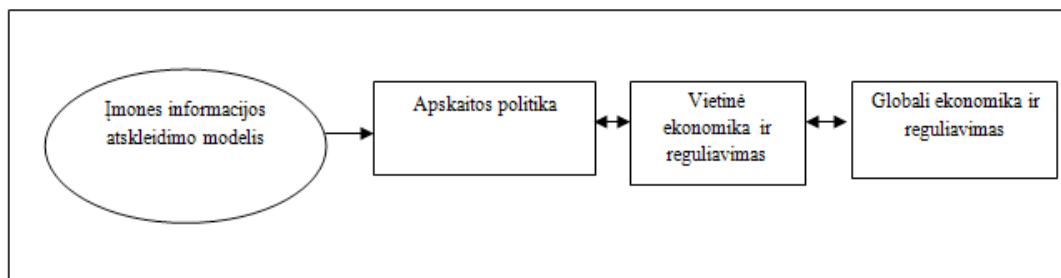 Įmones informacijos
atskleidimo modelis
Apskaitos politika
Vietinė
ekonomika ir
reguliavimas
Globali ekonomika ir
reguliavimas